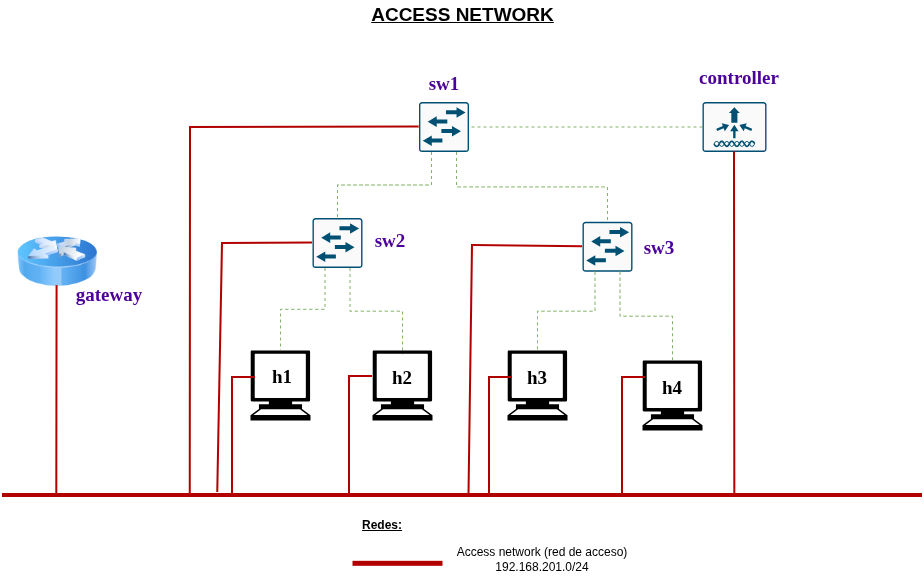 ACCESS NETWORK
sw1
controller
sw2
sw3
gateway
h1
h2
h3
h4
Redes:
Access network (red de acceso)
192.168.201.0/24